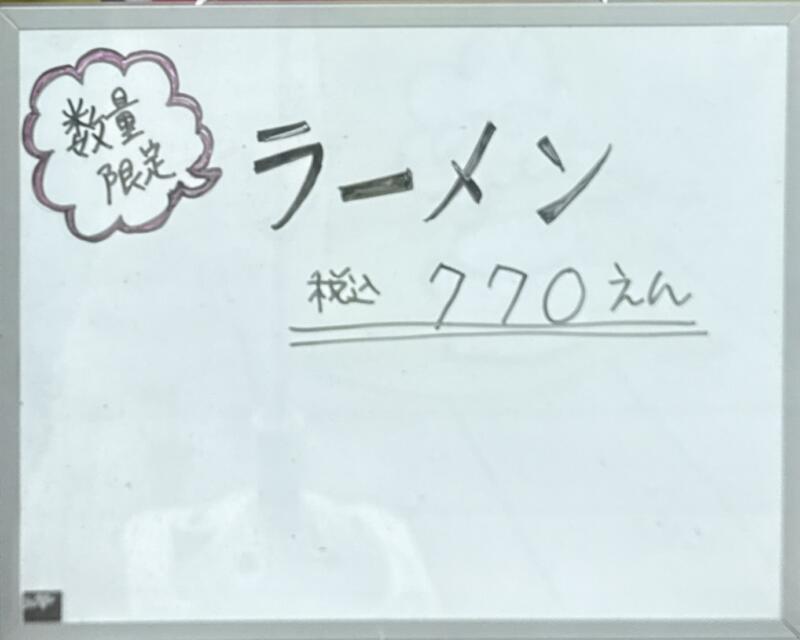 数量
限定
ラーメン
税込 770えん